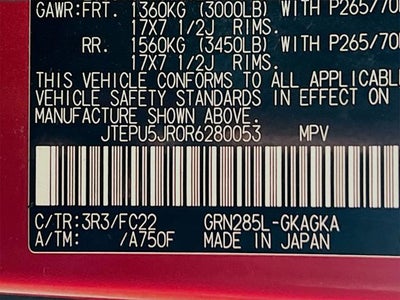 GAWR:FRT. 1360KG (3000LB) WITH P265/70
17X7 1/2J RIMS.
RR. 1560KG (3450LB) WITH P265/70
17X7 1/2J RIMS.
THIS VEHICLE CONFORMS TO ALL APPLICABLE
VEHICLE SAFETY STANDARDS IN EFFECT ON
MANUFACTURE SHOWN ABOVE.
JTEPU5JR0R6280053 MPV
C/TR:3R3/FC22 GRN285L-GKAGKA
A/TM: /A750F MADE IN JAPAN